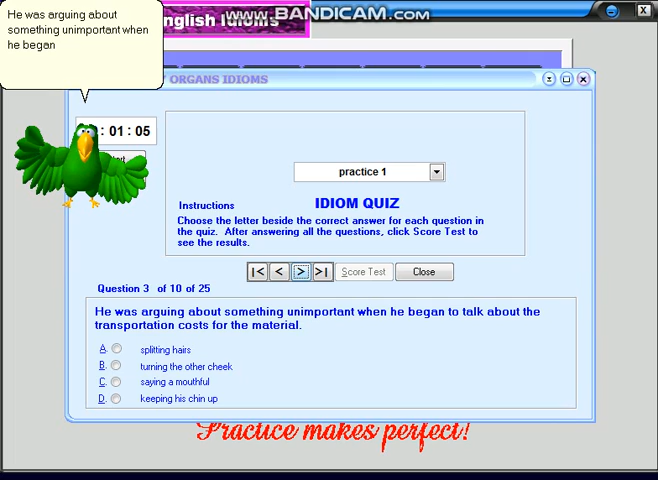 He was arguing about
something unimportant when
he began
English Idioms
WWW.BANDICAM.COM
ORGANS IDIOMS
: 01 : 05
practice 1
Instructions
IDIOM QUIZ
Choose the letter beside the correct answer for each question in
the quiz. After answering all the questions, click Score Test to
see the results.
|< < > >| Score Test Close
Question 3 of 10 of 25
He was arguing about something unimportant when he began to talk about the
transportation costs for the material.
A. splitting hairs
B. turning the other cheek
C. saying a mouthful
D. keeping his chin up
Practice makes perfect!